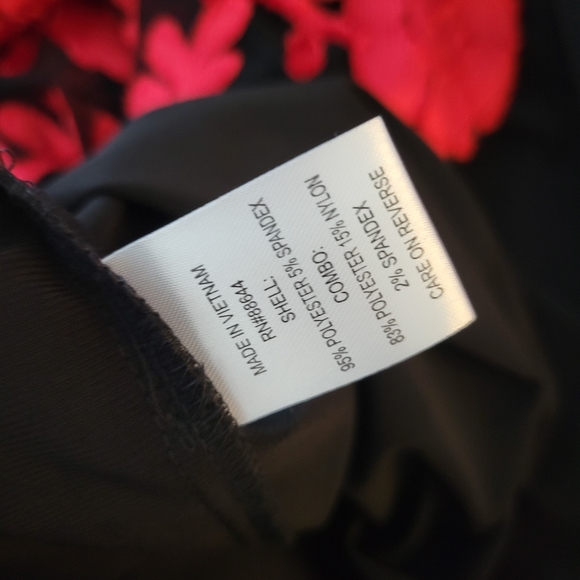 MADE IN VIETNAM
RN#88644
SHELL:
95% POLYESTER 5% SPANDEX
COMBO:
83% POLYESTER 15% NYLON
2% SPANDEX
CARE ON REVERSE